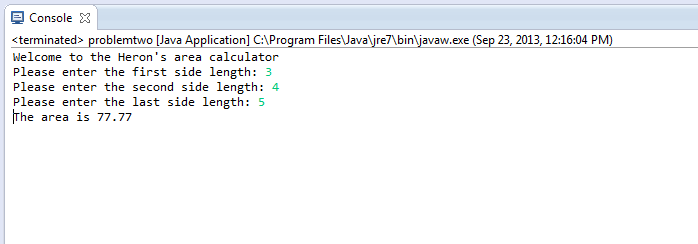 Console
<terminated> problemtwo [Java Application] C:\Program Files\Java\jre7\bin\javaw.exe (Sep 23, 2013, 12:16:04 PM)
Welcome to the Heron's area calculator
Please enter the first side length: 3
Please enter the second side length: 4
Please enter the last side length: 5
The area is 77.77